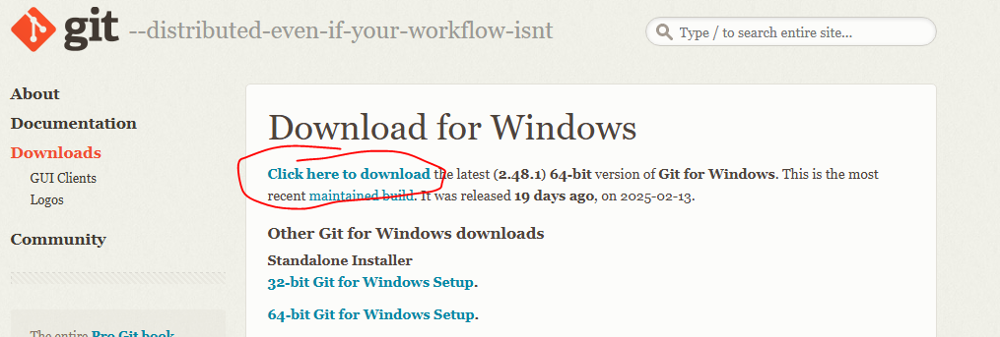 git --distributed-even-if-your-workflow-isnt
Type / to search entire site...
About
Documentation
Downloads
GUI Clients
Logos
Community
The entire Pro Git book
Download for Windows
Click here to download the latest (2.48.1) 64-bit version of Git for Windows. This is the most
recent maintained build. It was released 19 days ago, on 2025-02-13.
Other Git for Windows downloads
Standalone Installer
32-bit Git for Windows Setup.
64-bit Git for Windows Setup.